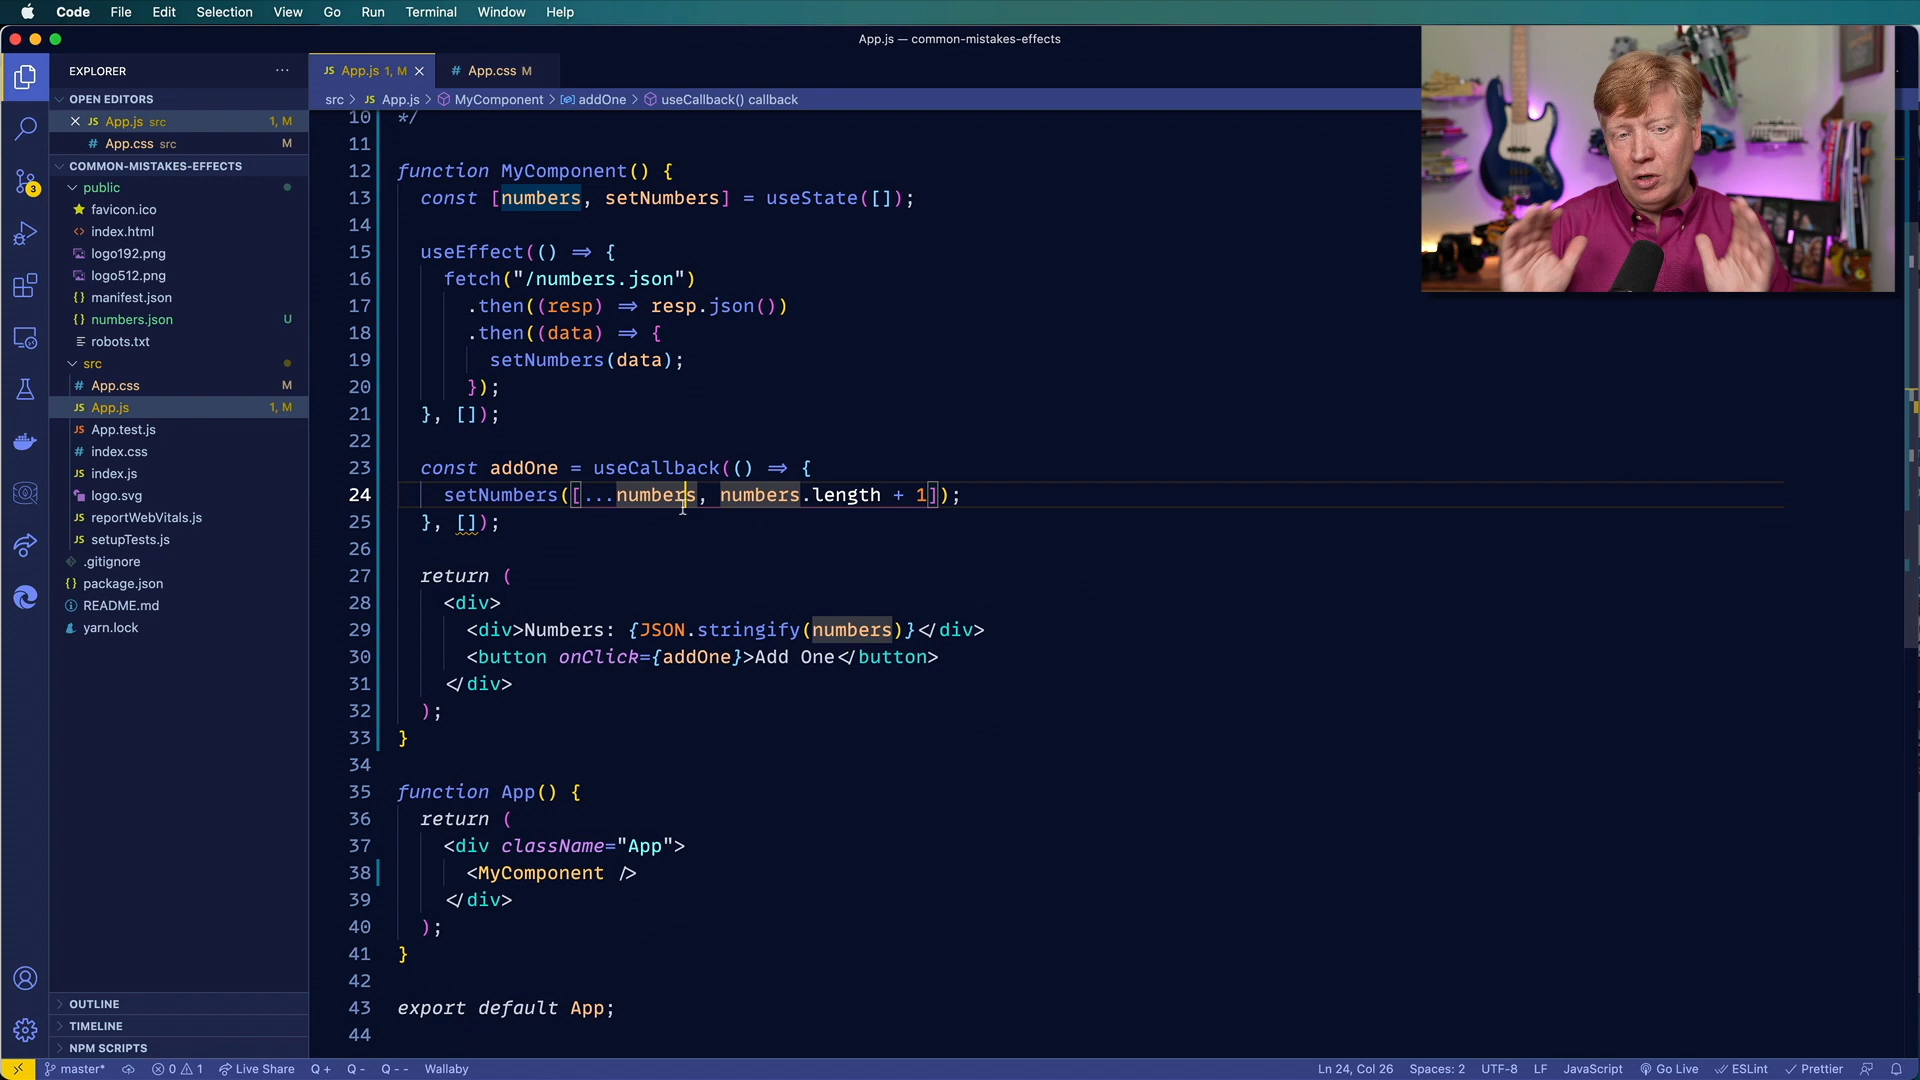 Code File Edit Selection View Go Run Terminal Window Help
App.js — common-mistakes-effects
EXPLORER ...
JS App.js 1, M ×
# App.css M
OPEN EDITORS
× JS App.js src 1, M
# App.css src M
COMMON-MISTAKES-EFFECTS
public
favicon.ico
<> index.html
logo192.png
logo512.png
{} manifest.json
{} numbers.json U
robots.txt
src
# App.css M
JS App.js 1, M
JS App.test.js
# index.css
JS index.js
logo.svg
JS reportWebVitals.js
JS setupTests.js
.gitignore
{} package.json
README.md
yarn.lock
OUTLINE
TIMELINE
NPM SCRIPTS
3
src > JS App.js > MyComponent > addOne > useCallback() callback
10 */
11
12 function MyComponent() {
13 const [numbers, setNumbers] = useState([]);
14
15 useEffect(() => {
16 fetch("/numbers.json")
17 .then((resp) => resp.json())
18 .then((data) => {
19 setNumbers(data);
20 });
21 }, []);
22
23 const addOne = useCallback(() => {
24 setNumbers([...numbers, numbers.length + 1]);
25 }, []);
26
27 return (
28 <div>
29 <div>Numbers: {JSON.stringify(numbers)}</div>
30 <button onClick={addOne}>Add One</button>
31 </div>
32 );
33 }
34
35 function App() {
36 return (
37 <div className="App">
38 <MyComponent />
39 </div>
40 );
41 }
42
43 export default App;
44
master* 0 1 Live Share Q + Q - Q - - Wallaby Ln 24, Col 26 Spaces: 2 UTF-8 LF JavaScript Go Live ESLint Prettier